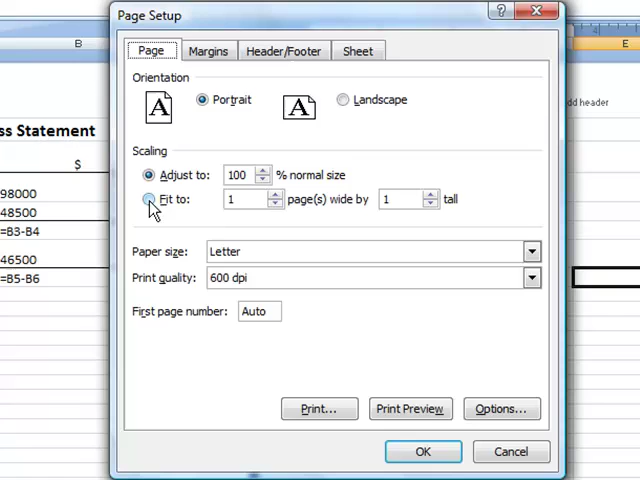 Page Setup
?
B
E
Page
Margins
Header/Footer
Sheet
Orientation
A
Portrait
A
Landscape
dd header
ss Statement
$
Scaling
Adjust to:
100
% normal size
Fit to:
1
page(s) wide by
1
tall
98000
48500
=B3-B4
46500
=B5-B6
Paper size:
Letter
Print quality:
600 dpi
First page number:
Auto
Print...
Print Preview
Options...
OK
Cancel